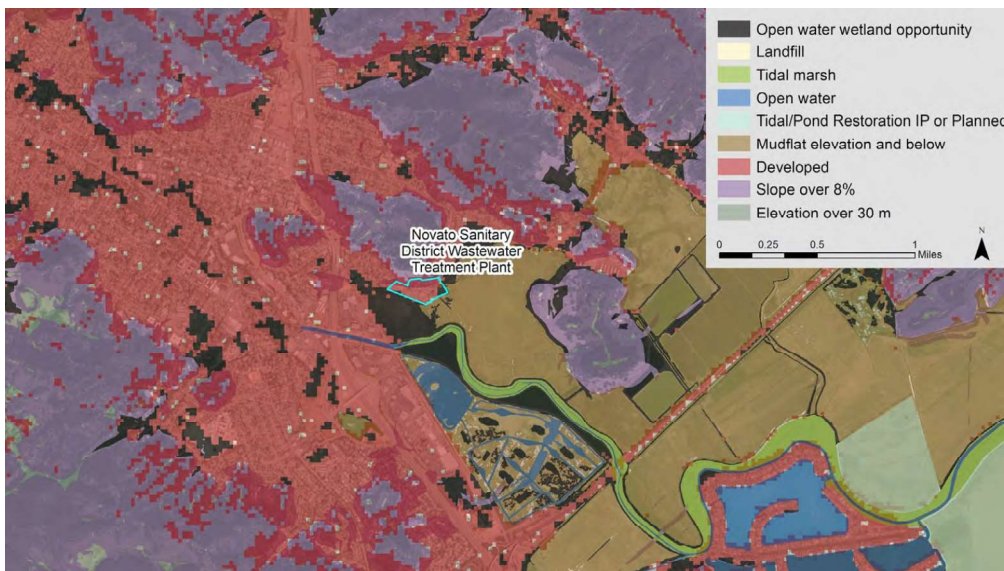 Open water wetland opportunity
Landfill
Tidal marsh
Open water
Tidal/Pond Restoration IP or Planned
Mudflat elevation and below
Developed
Slope over 8%
Elevation over 30 m
N
0 0.25 0.5 1
Miles
Novato Sanitary
District Wastewater
Treatment Plant